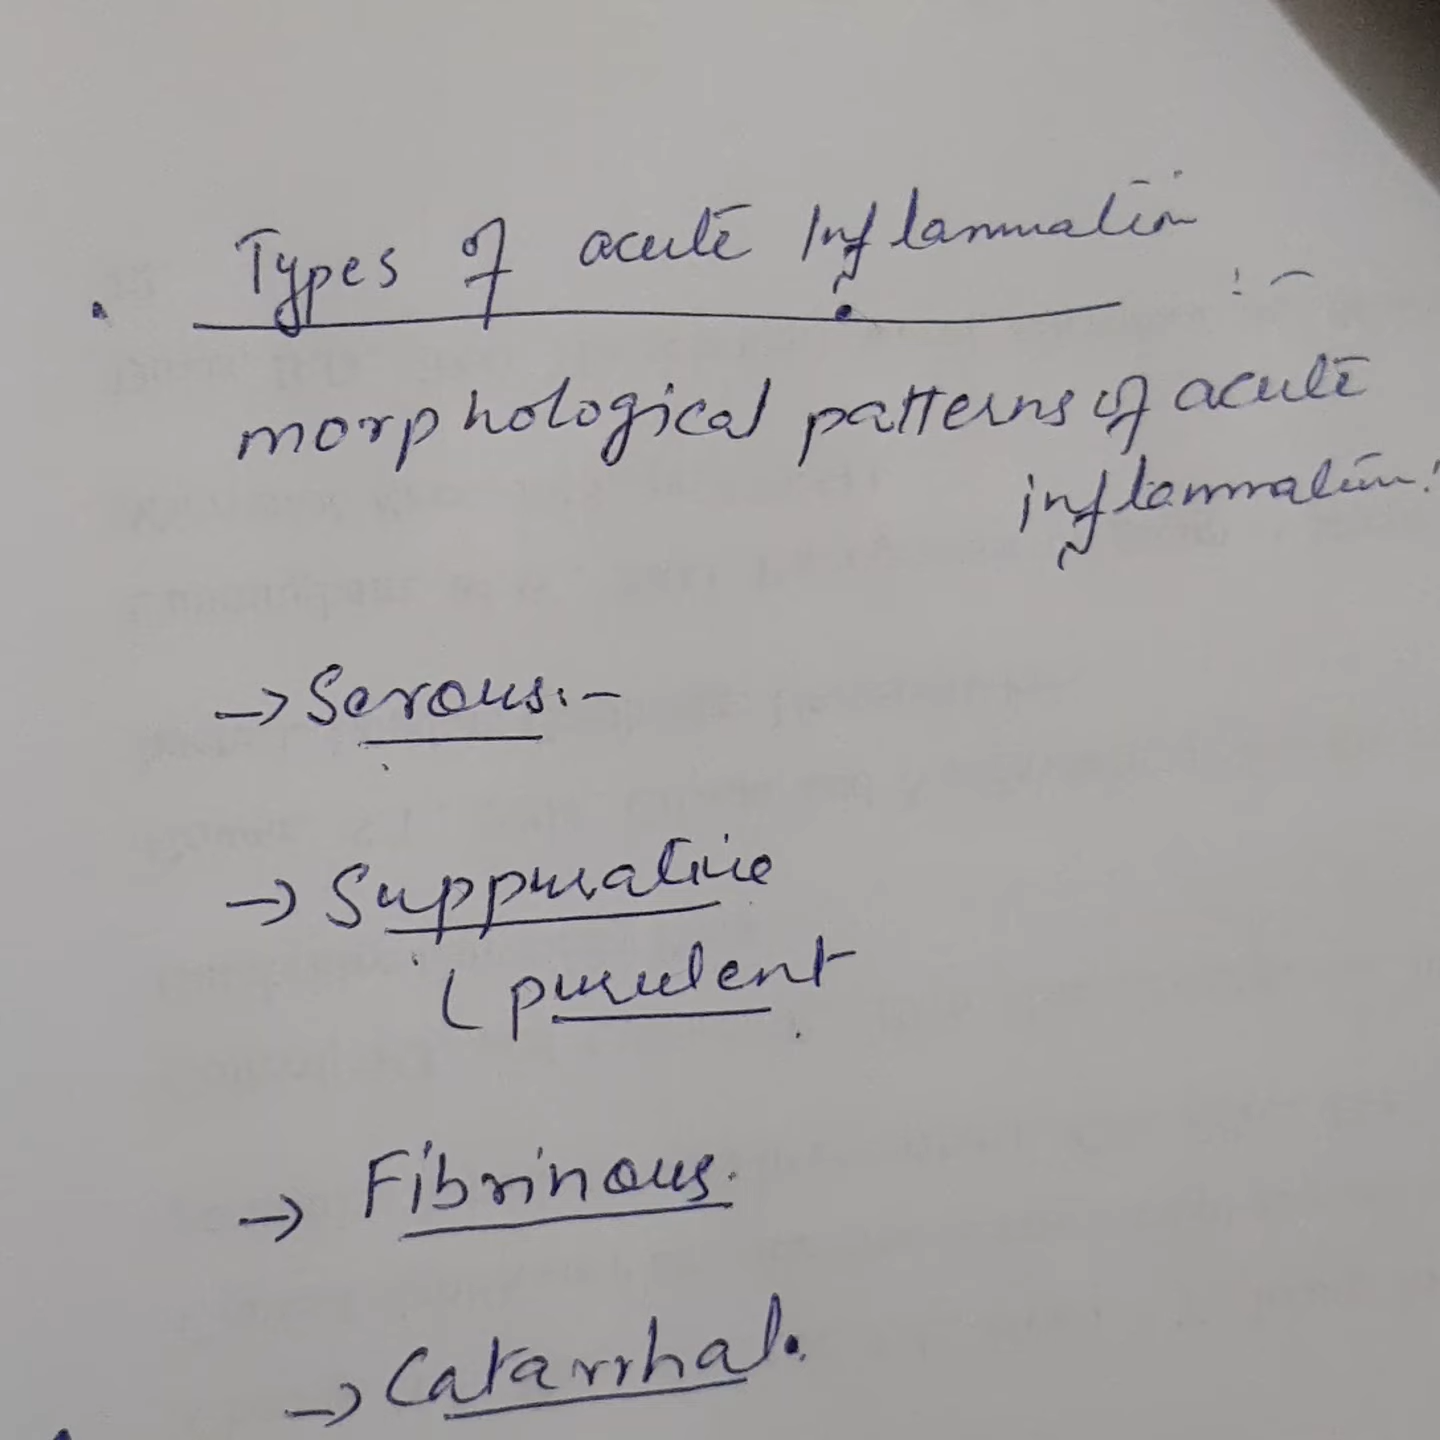 Types of acute Inflammation :-
morphological patterns of acute
inflammation:
→ Serous:-
→ Suppurative
( purulent
→ Fibrinous.
→ Catarrhal.